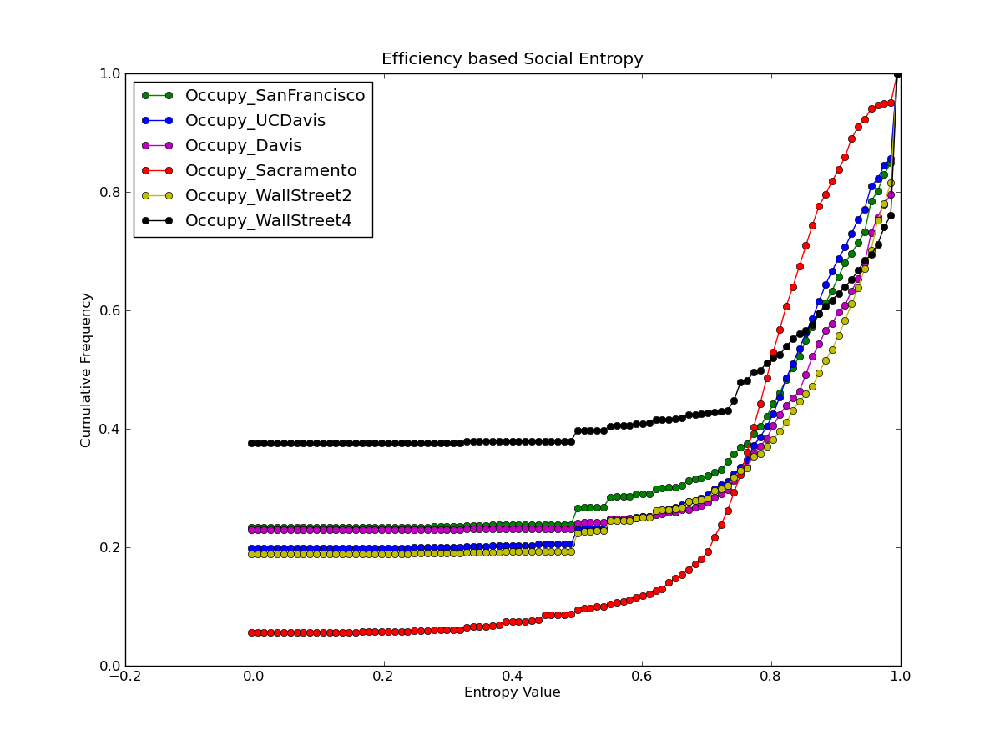 Efficiency based Social Entropy
1.0
0.8
0.6
0.4
0.2
0.0
Cumulative Frequency
Occupy_SanFrancisco
Occupy_UCDavis
Occupy_Davis
Occupy_Sacramento
Occupy_WallStreet2
Occupy_WallStreet4
−0.2 0.0 0.2 0.4 0.6 0.8 1.0
Entropy Value